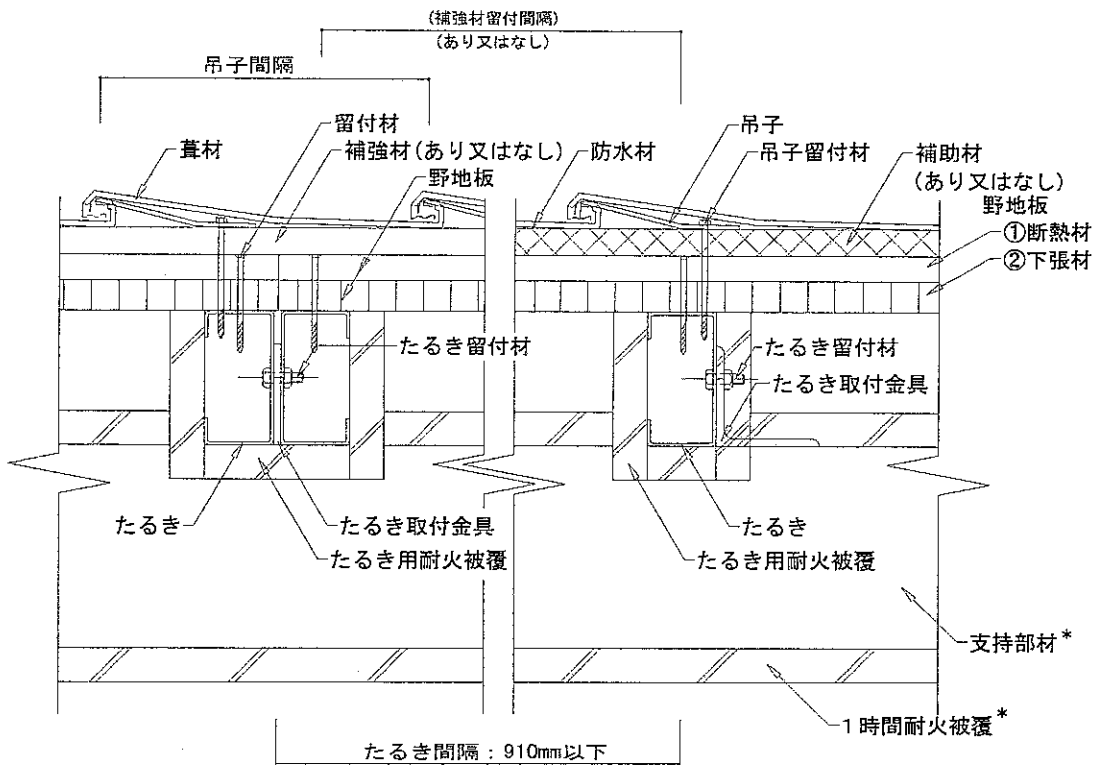 (補強材留付間隔)
(あり又はなし)
吊子間隔
留付材
吊子
葺材
補強材(あり又はなし)
防水材
吊子留付材
補助材
(あり又はなし)
野地板
野地板
①断熱材
②下張材
たるき留付材
たるき留付材
たるき取付金具
たるき
たるき取付金具
たるき
たるき用耐火被覆
たるき用耐火被覆
支持部材*
1時間耐火被覆*
たるき間隔:910mm以下